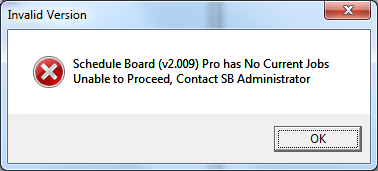 Invalid Version
Schedule Board (v2.009) Pro has No Current Jobs
Unable to Proceed, Contact SB Administrator
OK